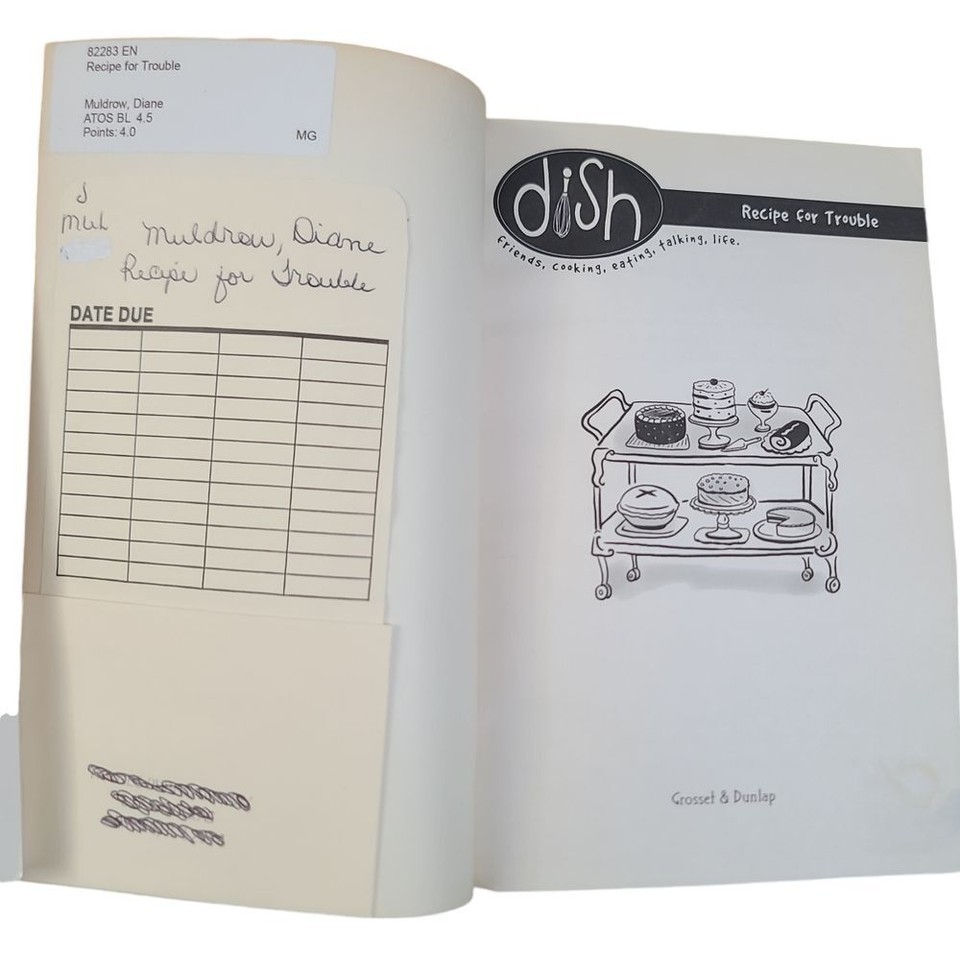 82283 EN
Recipe for Trouble
Muldrow, Diane
ATOS BL 4.5
Points: 4.0
MG
J
Mul
Muldrow, Diane
Recipe for Trouble
DATE DUE
dish
Recipe for Trouble
friends, cooking, eating, talking, life.
Grosset & Dunlap